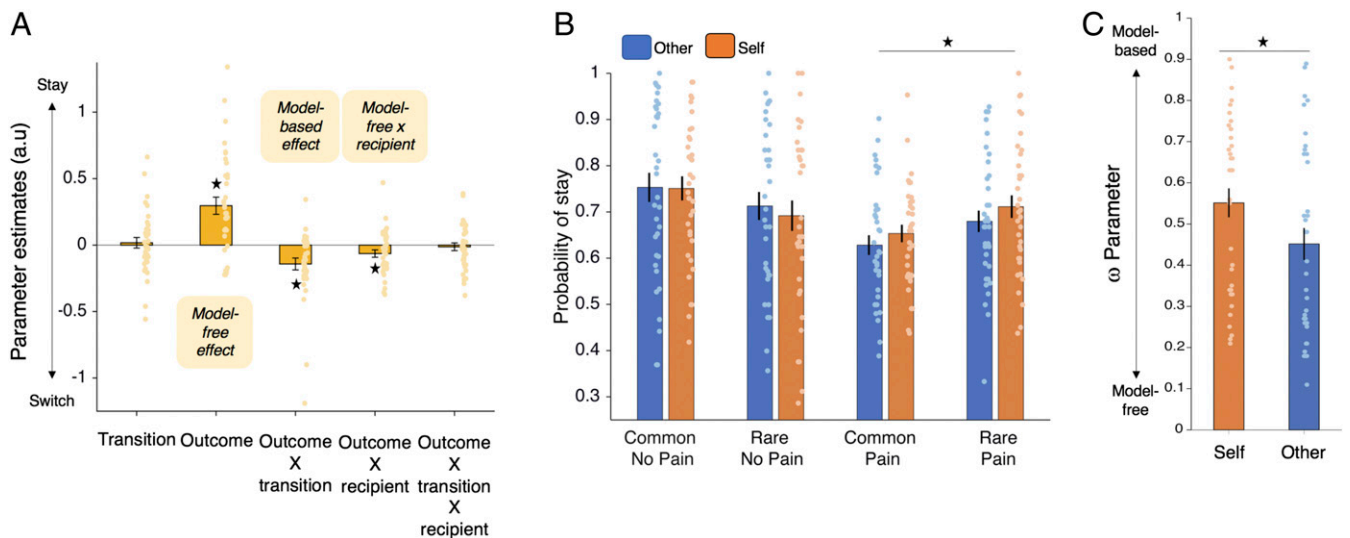 A
Stay
Parameter estimates (a.u)
Switch
1
0.5
0
-0.5
-1
Model-
based
effect
Model-
free x
recipient
Model-
free
effect
Transition
Outcome
Outcome
X
transition
Outcome
X
recipient
Outcome
X
transition
X
recipient
B
Other
Self
Probability of stay
1
0.9
0.8
0.7
0.6
0.5
0.4
0.3
Common
No Pain
Rare
No Pain
Common
Pain
Rare
Pain
C
Model-
based
ω Parameter
Model-
free
1
0.9
0.8
0.7
0.6
0.5
0.4
0.3
0.2
0.1
0
Self
Other